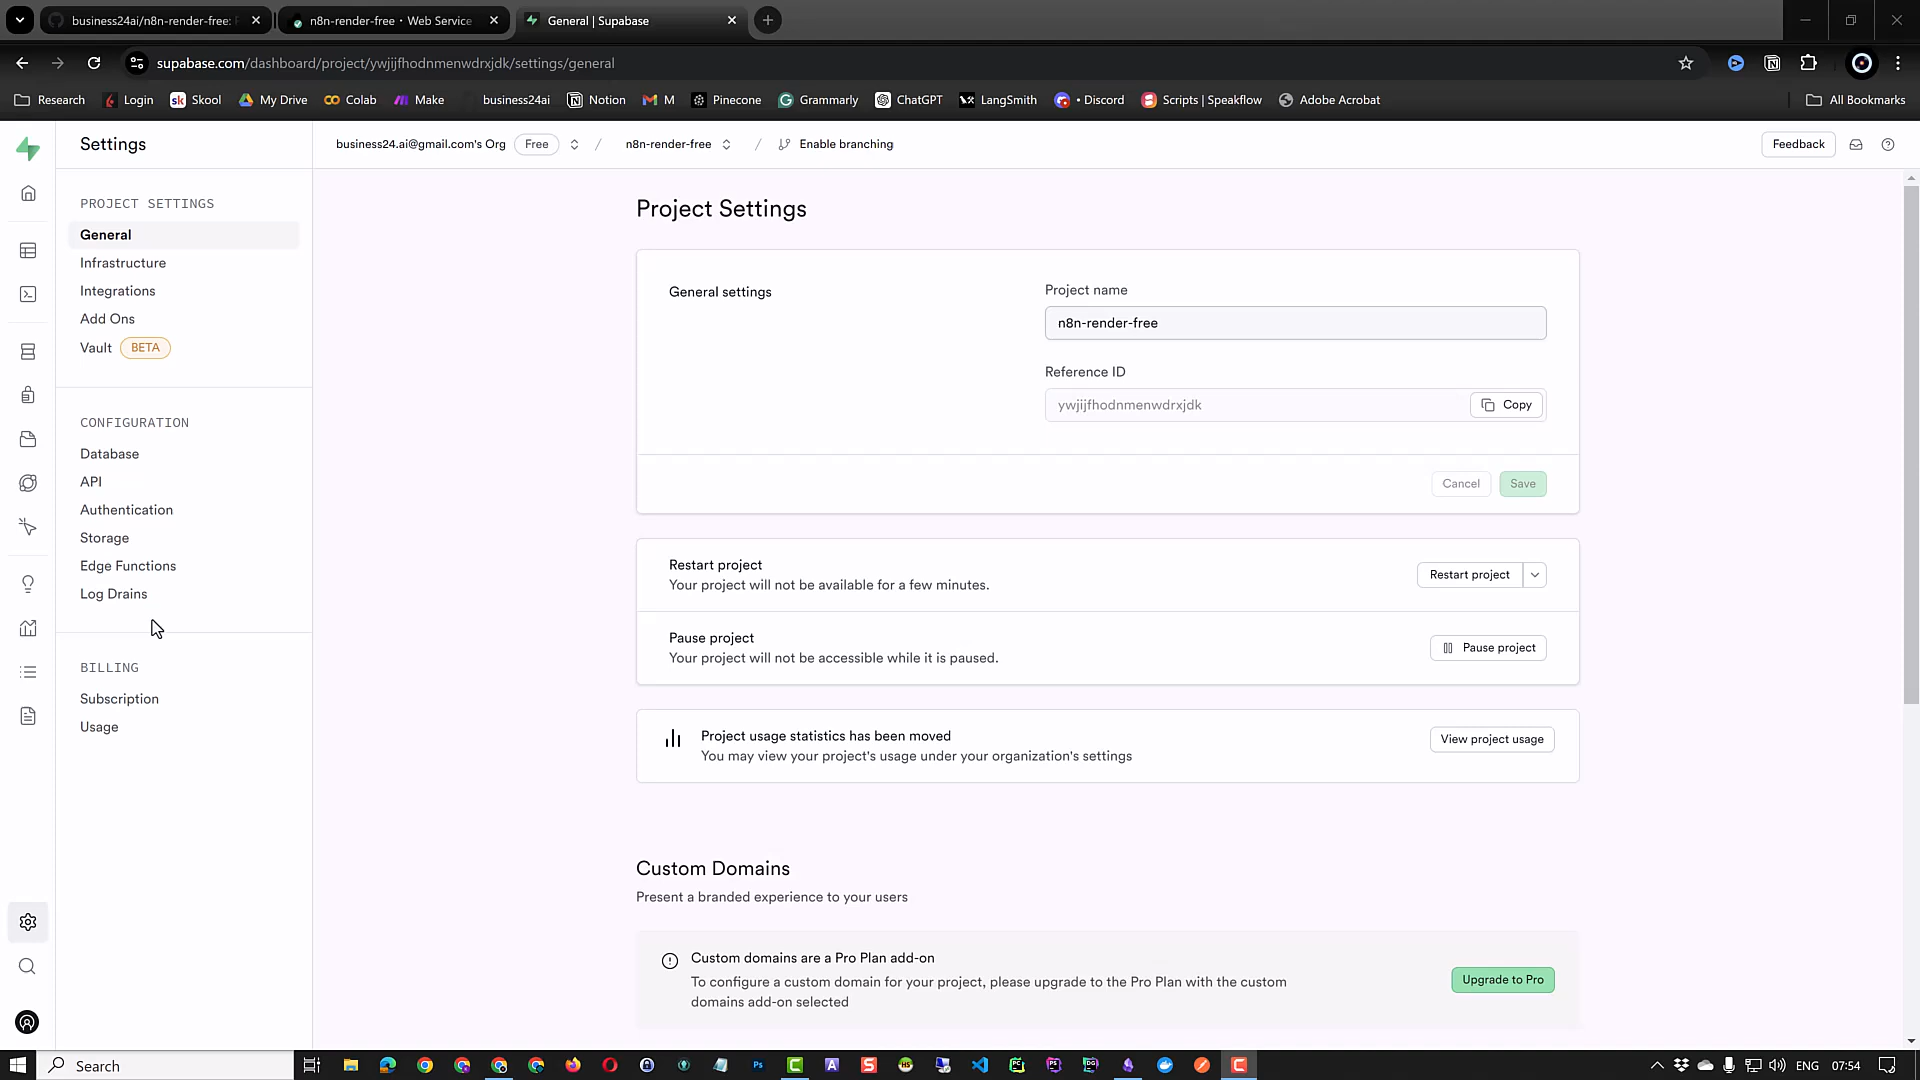 business24ai/n8n-render-free:
n8n-render-free · Web Service
General | Supabase
supabase.com/dashboard/project/ywjijfhodnmenwdrxjdk/settings/general
Research
Login
Skool
My Drive
Colab
Make
business24ai
Notion
M
Pinecone
Grammarly
ChatGPT
LangSmith
• Discord
Scripts | Speakflow
Adobe Acrobat
All Bookmarks
Settings
business24.ai@gmail.com's Org
Free
/
n8n-render-free
/
Enable branching
Feedback
PROJECT SETTINGS
General
Infrastructure
Integrations
Add Ons
Vault
BETA
CONFIGURATION
Database
API
Authentication
Storage
Edge Functions
Log Drains
BILLING
Subscription
Usage
Project Settings
General settings
Project name
n8n-render-free
Reference ID
ywjijfhodnmenwdrxjdk
Copy
Cancel
Save
Restart project
Your project will not be available for a few minutes.
Restart project
Pause project
Your project will not be accessible while it is paused.
Pause project
Project usage statistics has been moved
You may view your project's usage under your organization's settings
View project usage
Custom Domains
Present a branded experience to your users
Custom domains are a Pro Plan add-on
To configure a custom domain for your project, please upgrade to the Pro Plan with the custom
domains add-on selected
Upgrade to Pro
Search
ENG
07:54